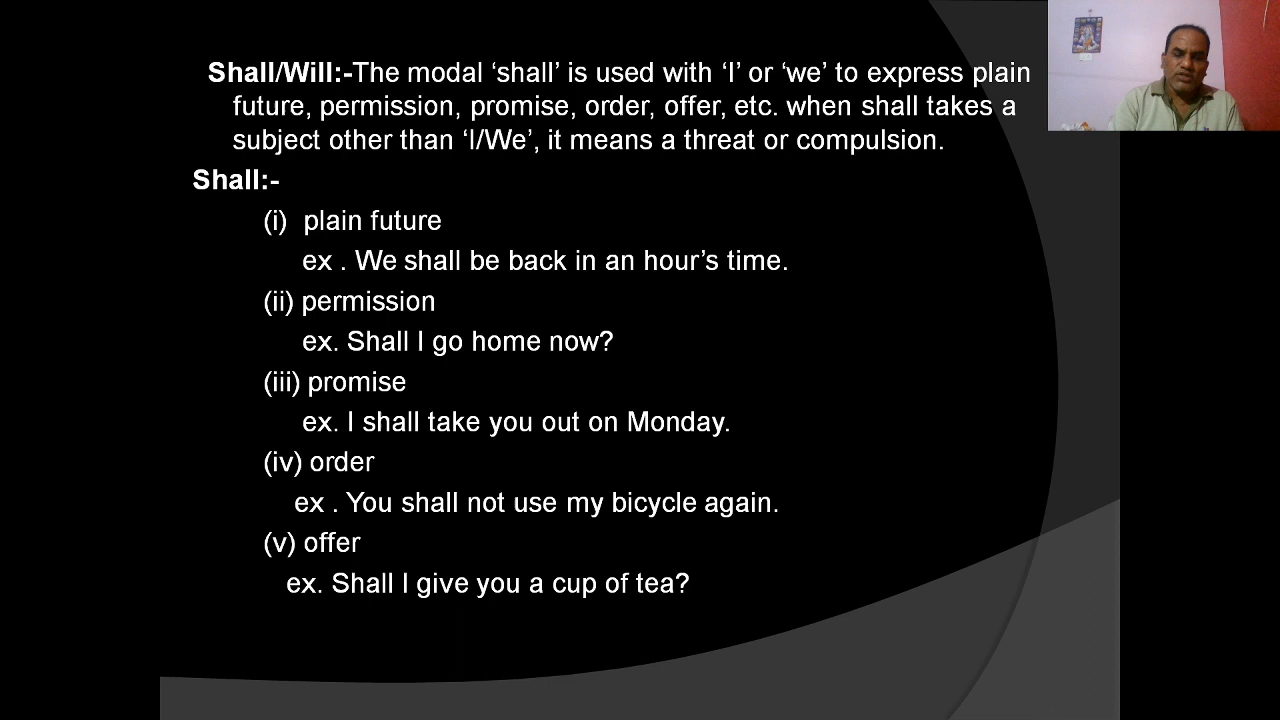 Shall/Will:-The modal ‘shall’ is used with ‘I’ or ‘we’ to express plain
future, permission, promise, order, offer, etc. when shall takes a
subject other than ‘I/We’, it means a threat or compulsion.
Shall:-
(i) plain future
ex . We shall be back in an hour’s time.
(ii) permission
ex. Shall I go home now?
(iii) promise
ex. I shall take you out on Monday.
(iv) order
ex . You shall not use my bicycle again.
(v) offer
ex. Shall I give you a cup of tea?